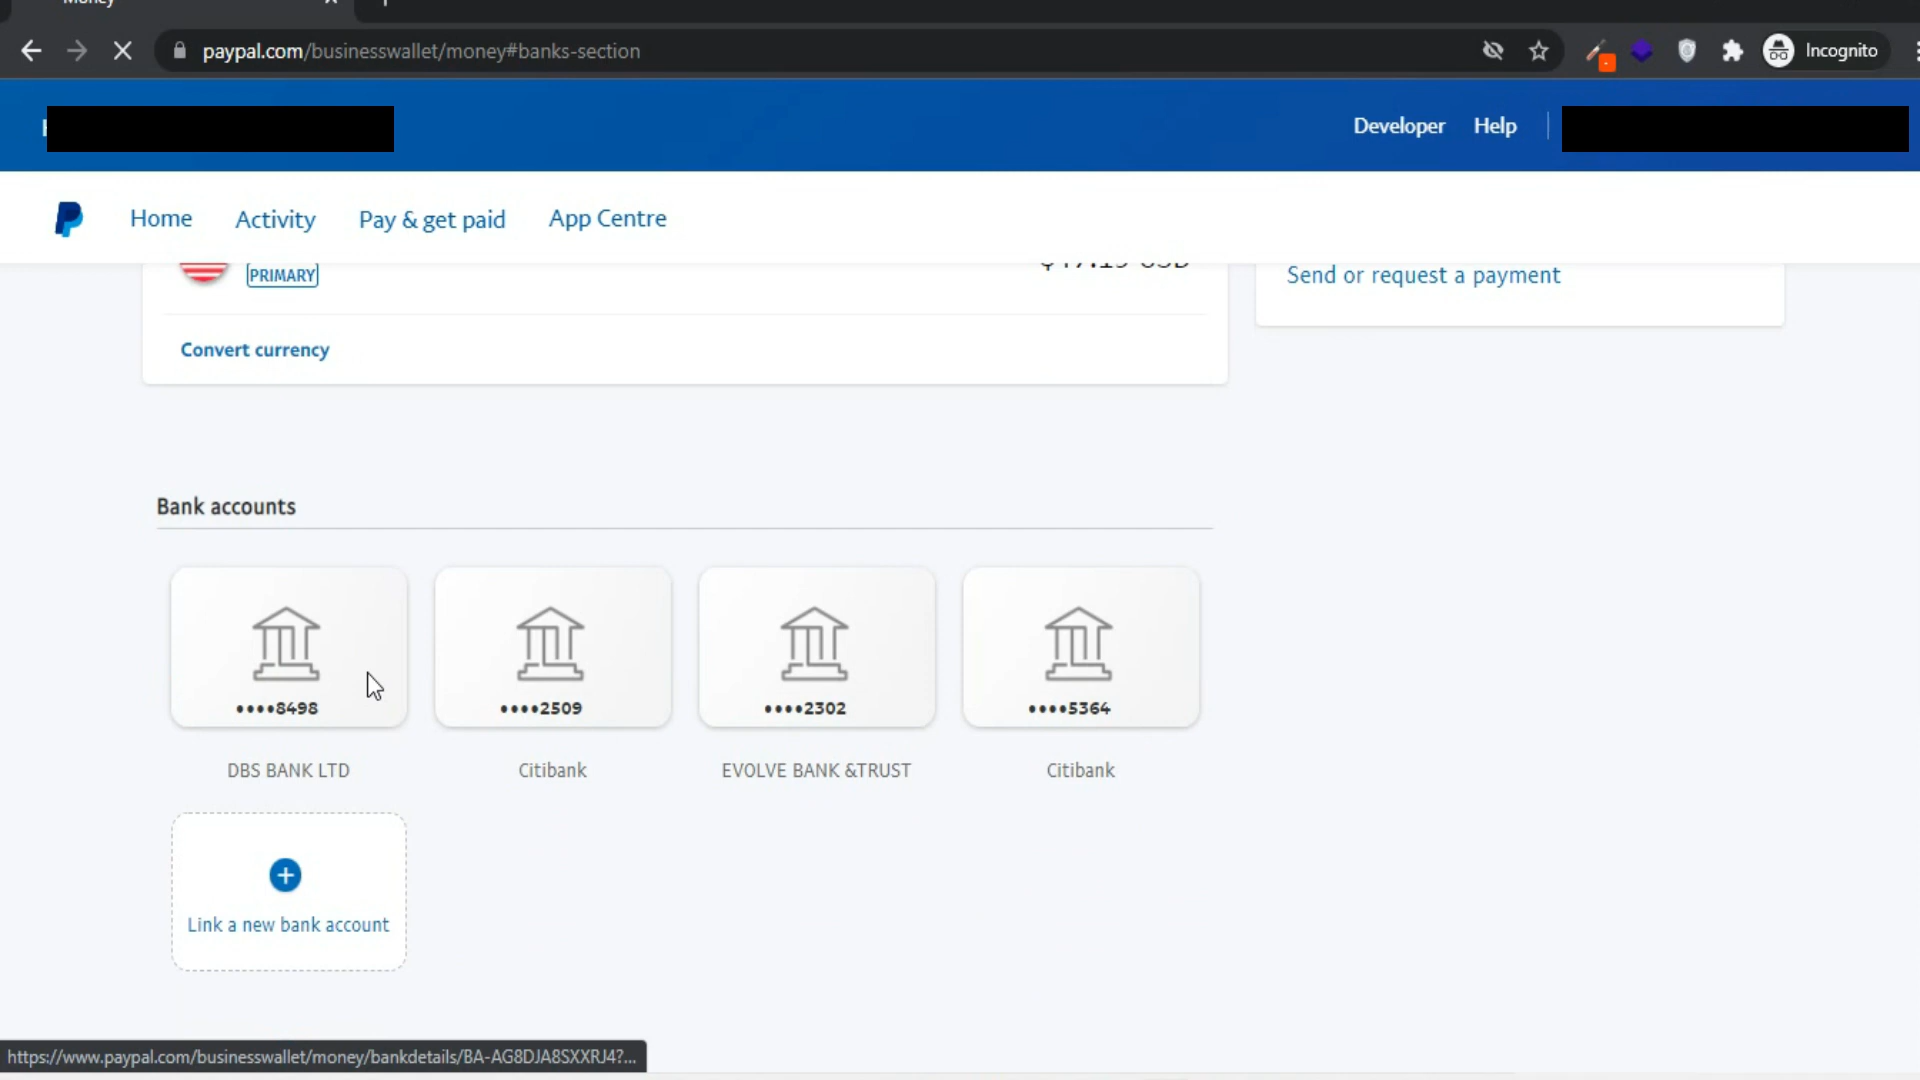 Money
paypal.com/businesswallet/money#banks-section
Incognito
Developer Help
Home Activity Pay & get paid App Centre
PRIMARY
Send or request a payment
Convert currency
Bank accounts
••••8498 ••••2509 ••••2302 ••••5364
DBS BANK LTD Citibank EVOLVE BANK &TRUST Citibank
Link a new bank account
https://www.paypal.com/businesswallet/money/bankdetails/BA-AG8DJA8SXXRJ4?...